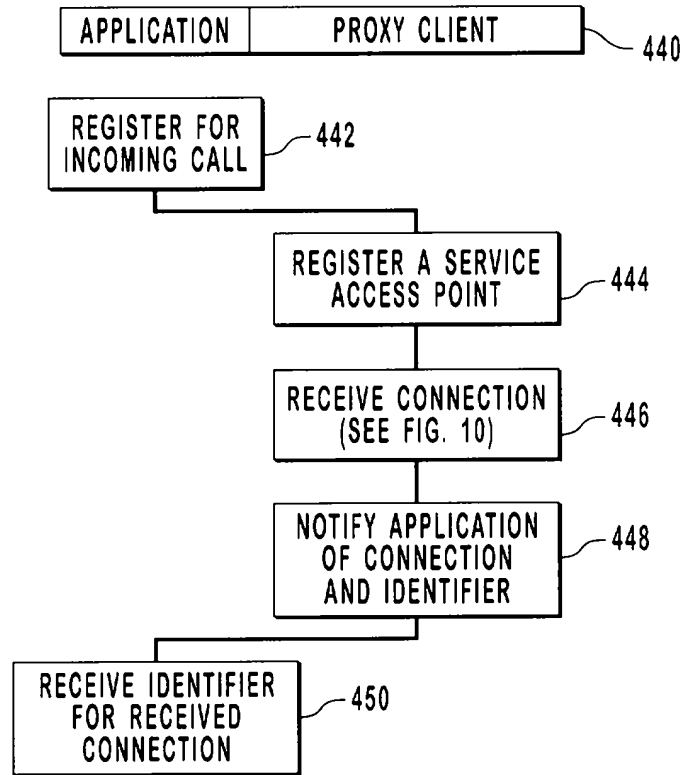 APPLICATION PROXY CLIENT
440
REGISTER FOR
INCOMING CALL
442
REGISTER A SERVICE
ACCESS POINT
444
RECEIVE CONNECTION
(SEE FIG. 10)
446
NOTIFY APPLICATION
OF CONNECTION
AND IDENTIFIER
448
RECEIVE IDENTIFIER
FOR RECEIVED
CONNECTION
450